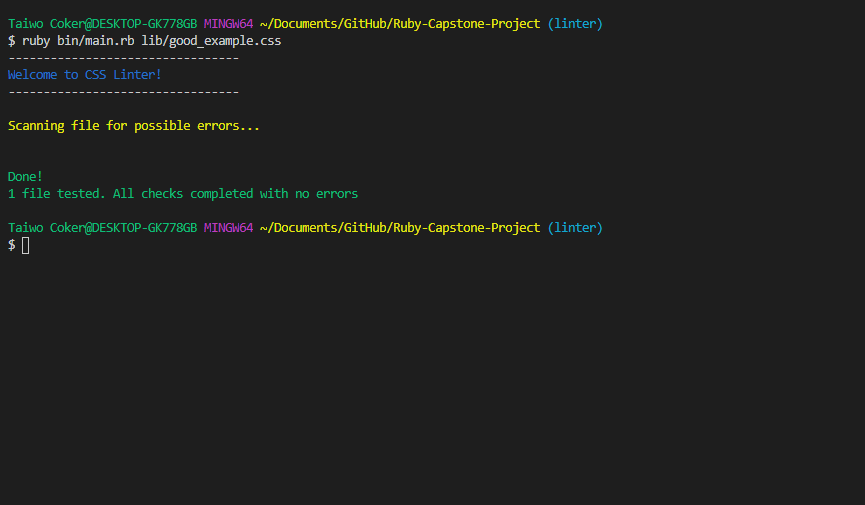 Taiwo Coker@DESKTOP-GK778GB MINGW64 ~/Documents/GitHub/Ruby-Capstone-Project (linter)
$ ruby bin/main.rb lib/good_example.css
---------------------------------
Welcome to CSS Linter!
---------------------------------
Scanning file for possible errors...
Done!
1 file tested. All checks completed with no errors
Taiwo Coker@DESKTOP-GK778GB MINGW64 ~/Documents/GitHub/Ruby-Capstone-Project (linter)
$